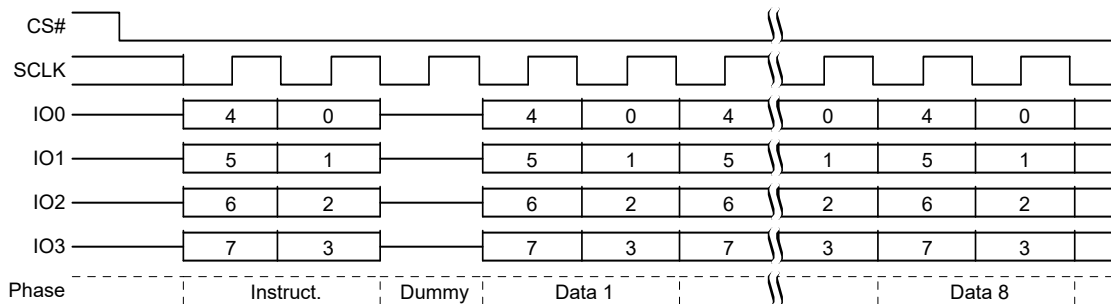 CS#
SCLK
IO0 4 0 4 0 4 0 4 0
IO1 5 1 5 1 5 1 5 1
IO2 6 2 6 2 6 2 6 2
IO3 7 3 7 3 7 3 7 3
Phase Instruct. Dummy Data 1 Data 8